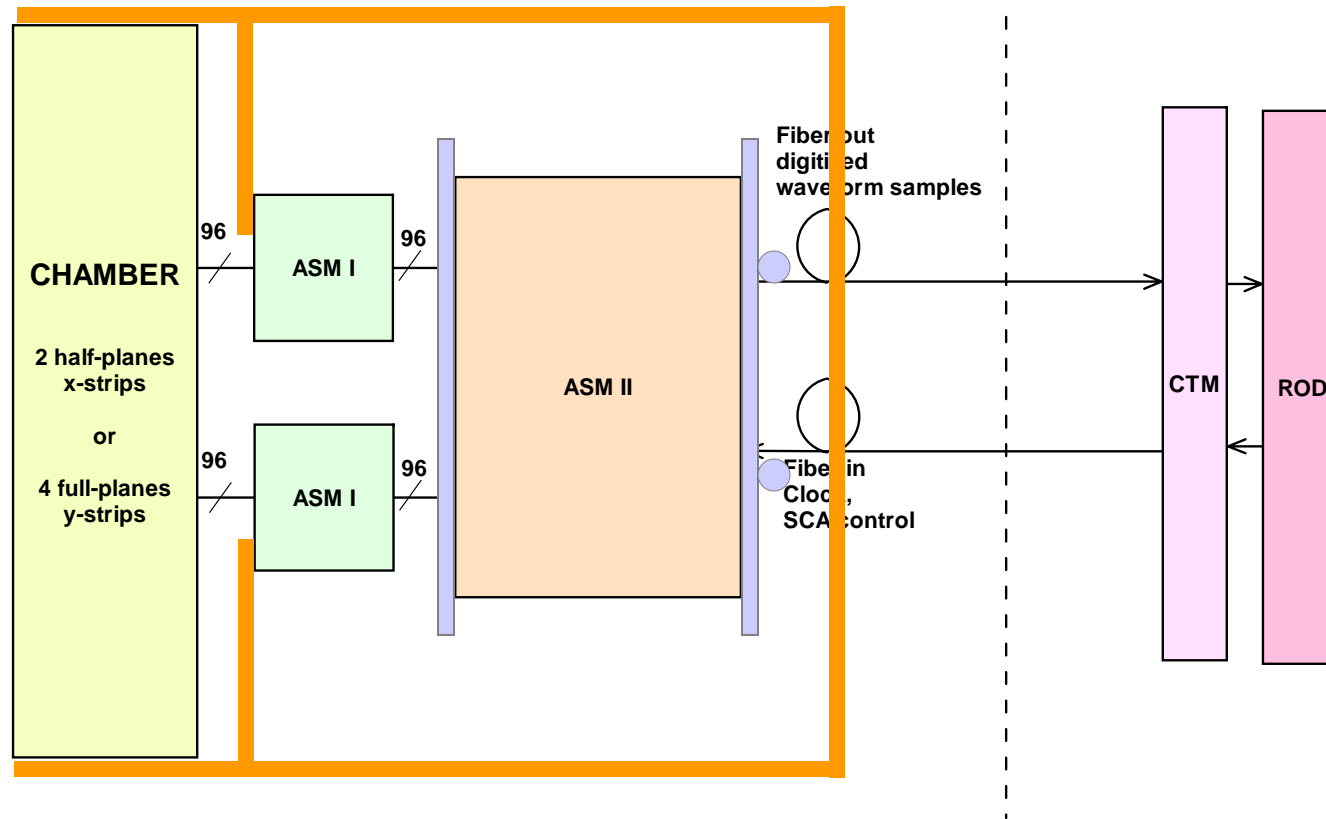 CHAMBER
2 half-planes
x-strips
or
4 full-planes
y-strips
96
96
ASM I
ASM I
96
96
ASM II
Fiber out
digitized
waveform samples
Fiber in
Clock,
SCA control
CTM
ROD